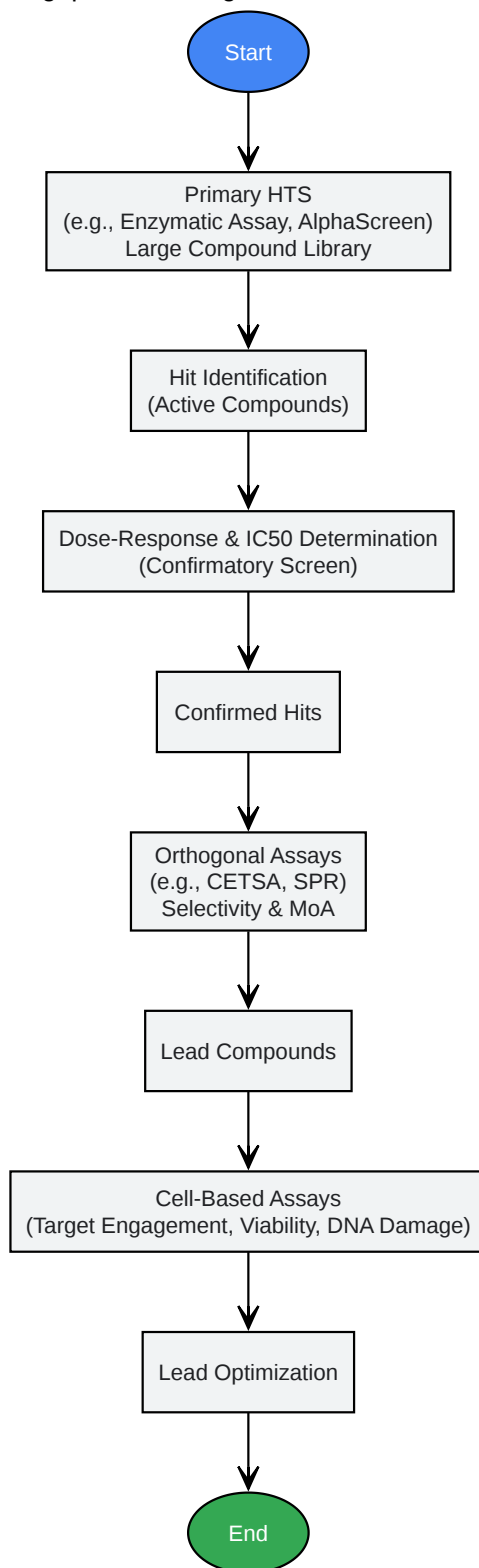 Start
Primary HTS
(e.g., Enzymatic Assay, AlphaScreen)
Large Compound Library
Hit Identification
(Active Compounds)
Dose-Response & IC50 Determination
(Confirmatory Screen)
Confirmed Hits
Orthogonal Assays
(e.g., CETSA, SPR)
Selectivity & MoA
Lead Compounds
Cell-Based Assays
(Target Engagement, Viability, DNA Damage)
Lead Optimization
End